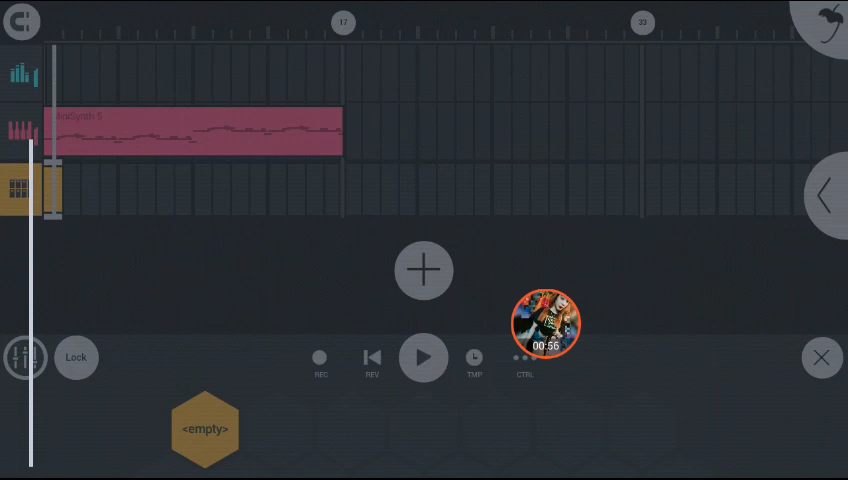 17
33
MiniSynth 5
00:56
Lock
REC
REV
TMP
CTRL
<empty>